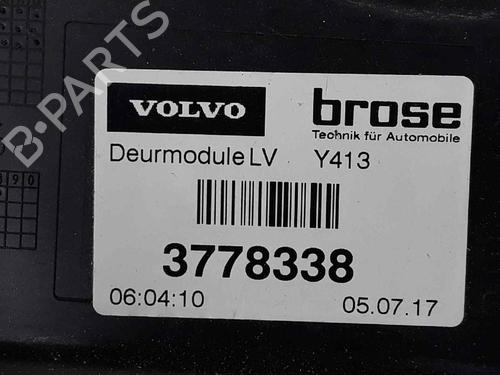 B·PARTS
VOLVO
brose
Technik für Automobile
Deurmodule LV Y413
3778338
06:04:10 05.07.17